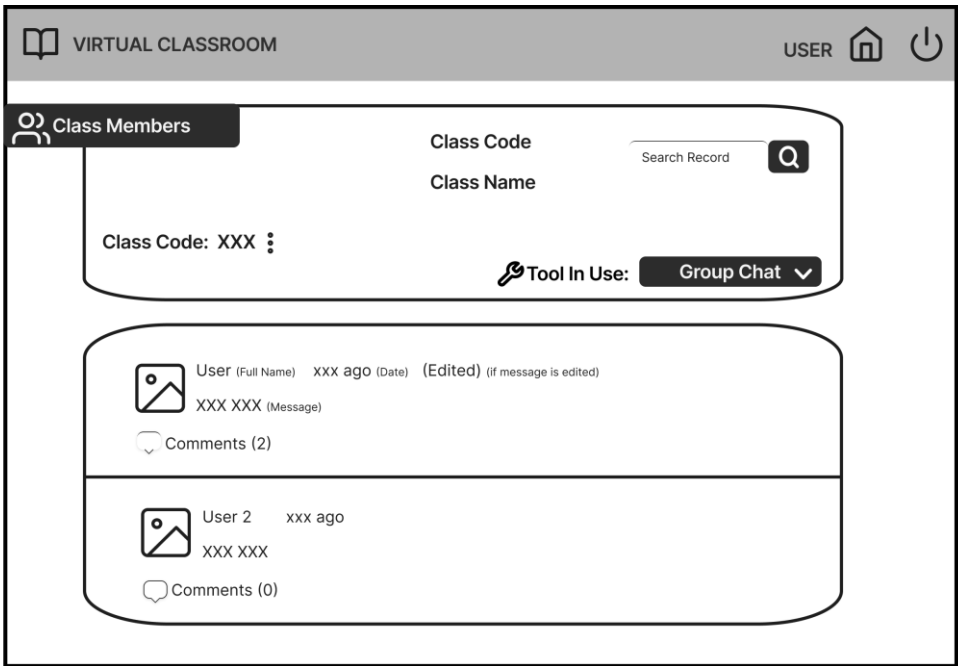 VIRTUAL CLASSROOM
USER
Class Members
Class Code
Search Record
Class Name
Class Code: XXX
Tool In Use:
Group Chat
User (Full Name) xxx ago (Date) (Edited) (if message is edited)
XXX XXX (Message)
Comments (2)
User 2 xxx ago
XXX XXX
Comments (0)